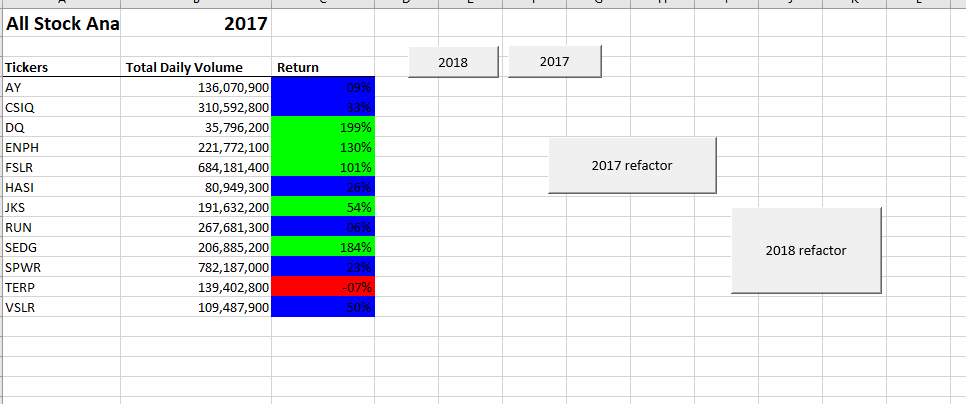 All Stock Ana 2017
2018 2017
Tickers Total Daily Volume Return
AY 136,070,900 09%
CSIQ 310,592,800 33%
DQ 35,796,200 199%
ENPH 221,772,100 130%
FSLR 684,181,400 101%
2017 refactor
HASI 80,949,300 26%
JKS 191,632,200 54%
RUN 267,681,300 06%
SEDG 206,885,200 184%
2018 refactor
SPWR 782,187,000 23%
TERP 139,402,800 -07%
VSLR 109,487,900 50%